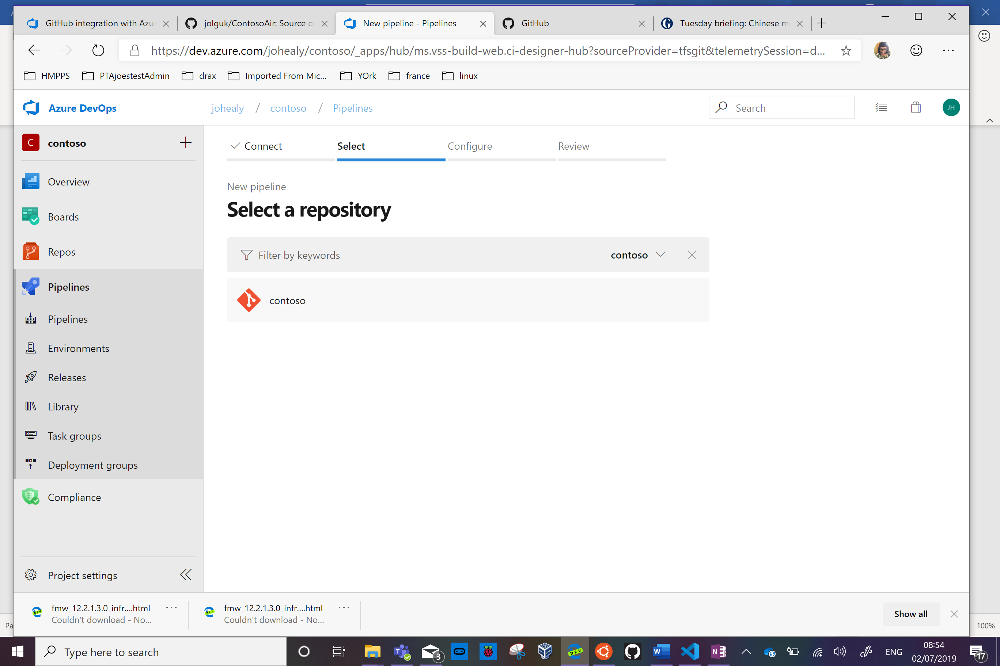 GitHub integration with Azur
jolguk/ContosoAir: Source co
New pipeline - Pipelines
GitHub
Tuesday briefing: Chinese m
https://dev.azure.com/johealy/contoso/_apps/hub/ms.vss-build-web.ci-designer-hub?sourceProvider=tfsgit&telemetrySession=d...
HMPPS
PTAjoestestAdmin
drax
Imported From Mic...
YOrk
france
linux
Azure DevOps
johealy / contoso / Pipelines
Search
JH
C
contoso
Overview
Boards
Repos
Pipelines
Pipelines
Environments
Releases
Library
Task groups
Deployment groups
Compliance
Project settings
Connect
Select
Configure
Review
New pipeline
Select a repository
Filter by keywords
contoso
contoso
fmw_12.2.1.3.0_infr....html
Couldn't download - No...
fmw_12.2.1.3.0_infr....html
Couldn't download - No...
Show all
Pa
100%
Type here to search
3
DEV
ENG
08:54
02/07/2019
17